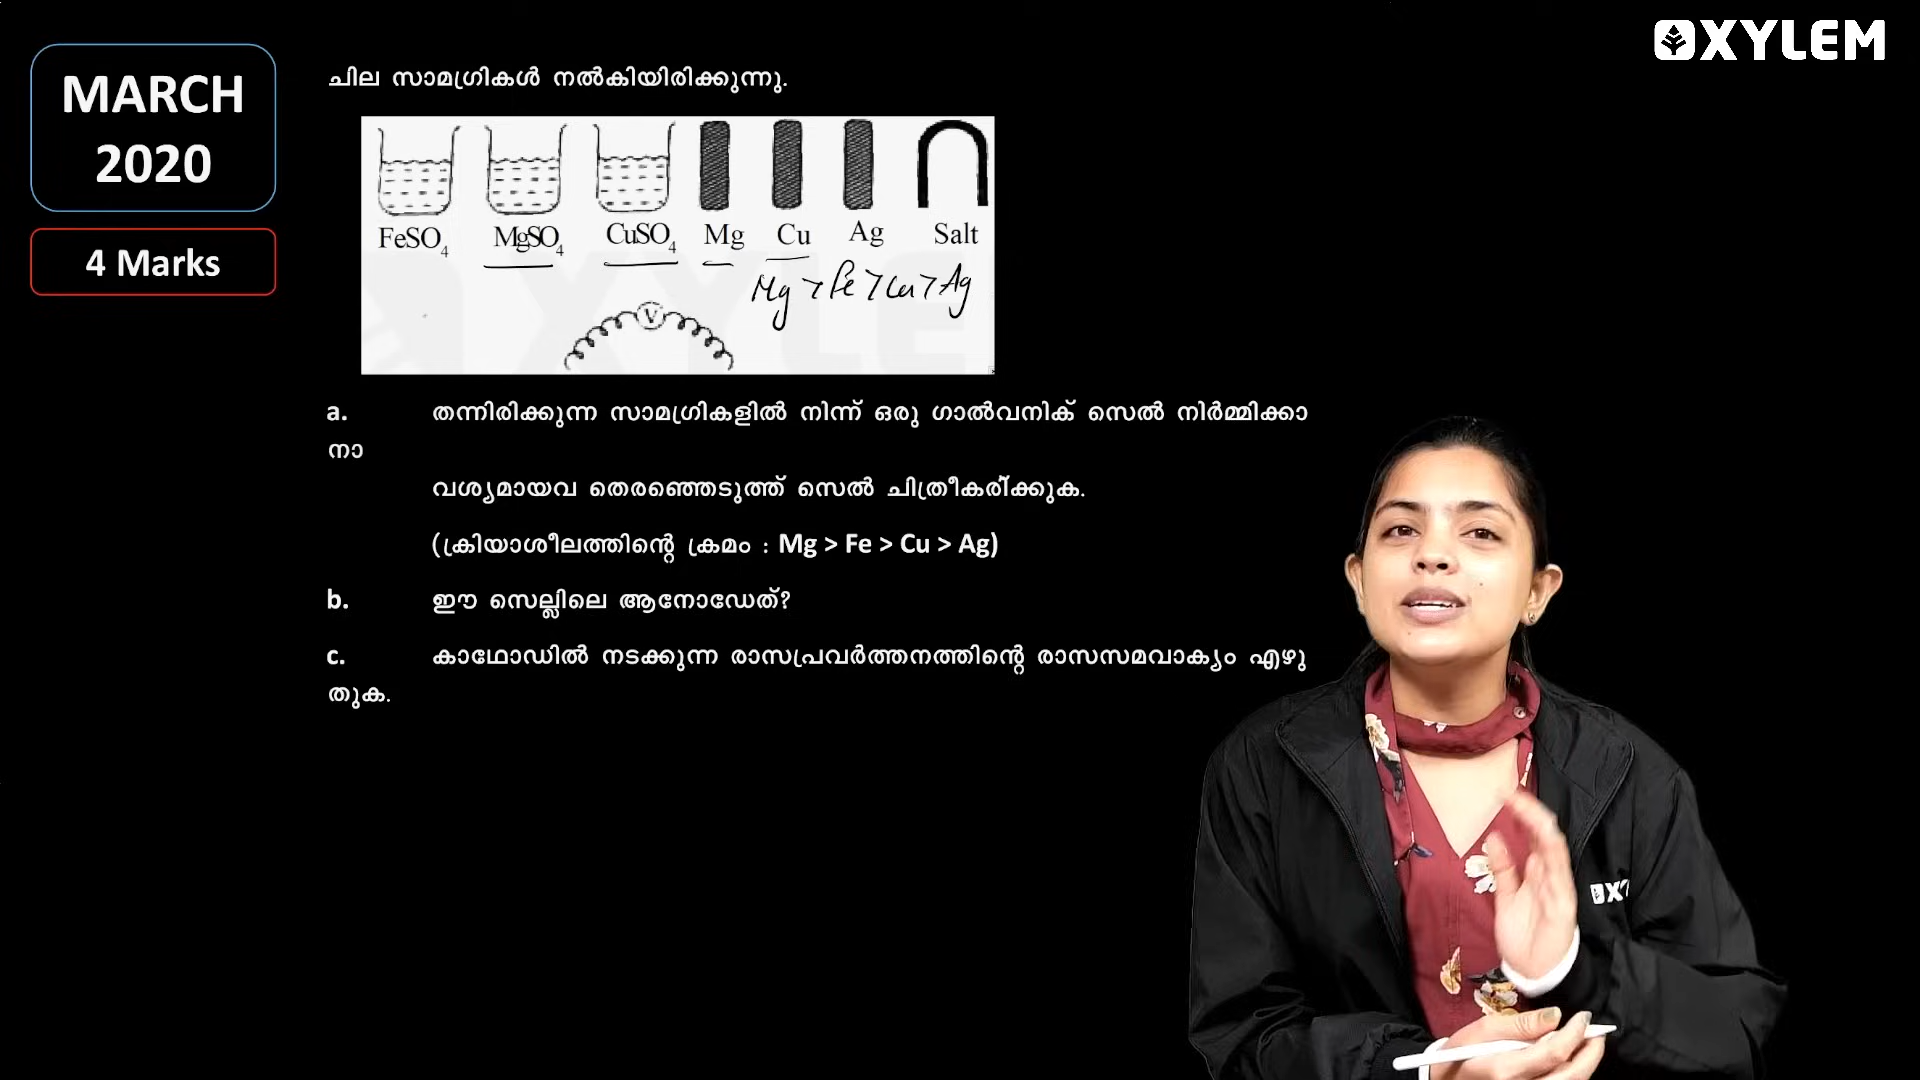 XYLEM
MARCH
2020
4 Marks
ചില സാമഗ്രികൾ നൽകിയിരിക്കുന്നു.
FeSO4 MgSO4 CuSO4 Mg Cu Ag Salt
Mg > Fe > Cu > Ag
V
a. തന്നിരിക്കുന്ന സാമഗ്രികളിൽ നിന്ന് ഒരു ഗാൽവനിക് സെൽ നിർമ്മിക്കാ
നാ
വശ്യമായവ തെരഞ്ഞെടുത്ത് സെൽ ചിത്രീകരിക്കുക.
(ക്രിയാശീലത്തിന്റെ ക്രമം : Mg > Fe > Cu > Ag)
b. ഈ സെല്ലിലെ ആനോഡേത്?
c. കാഥോഡിൽ നടക്കുന്ന രാസപ്രവർത്തനത്തിന്റെ രാസസമവാക്യം എഴു
തുക.